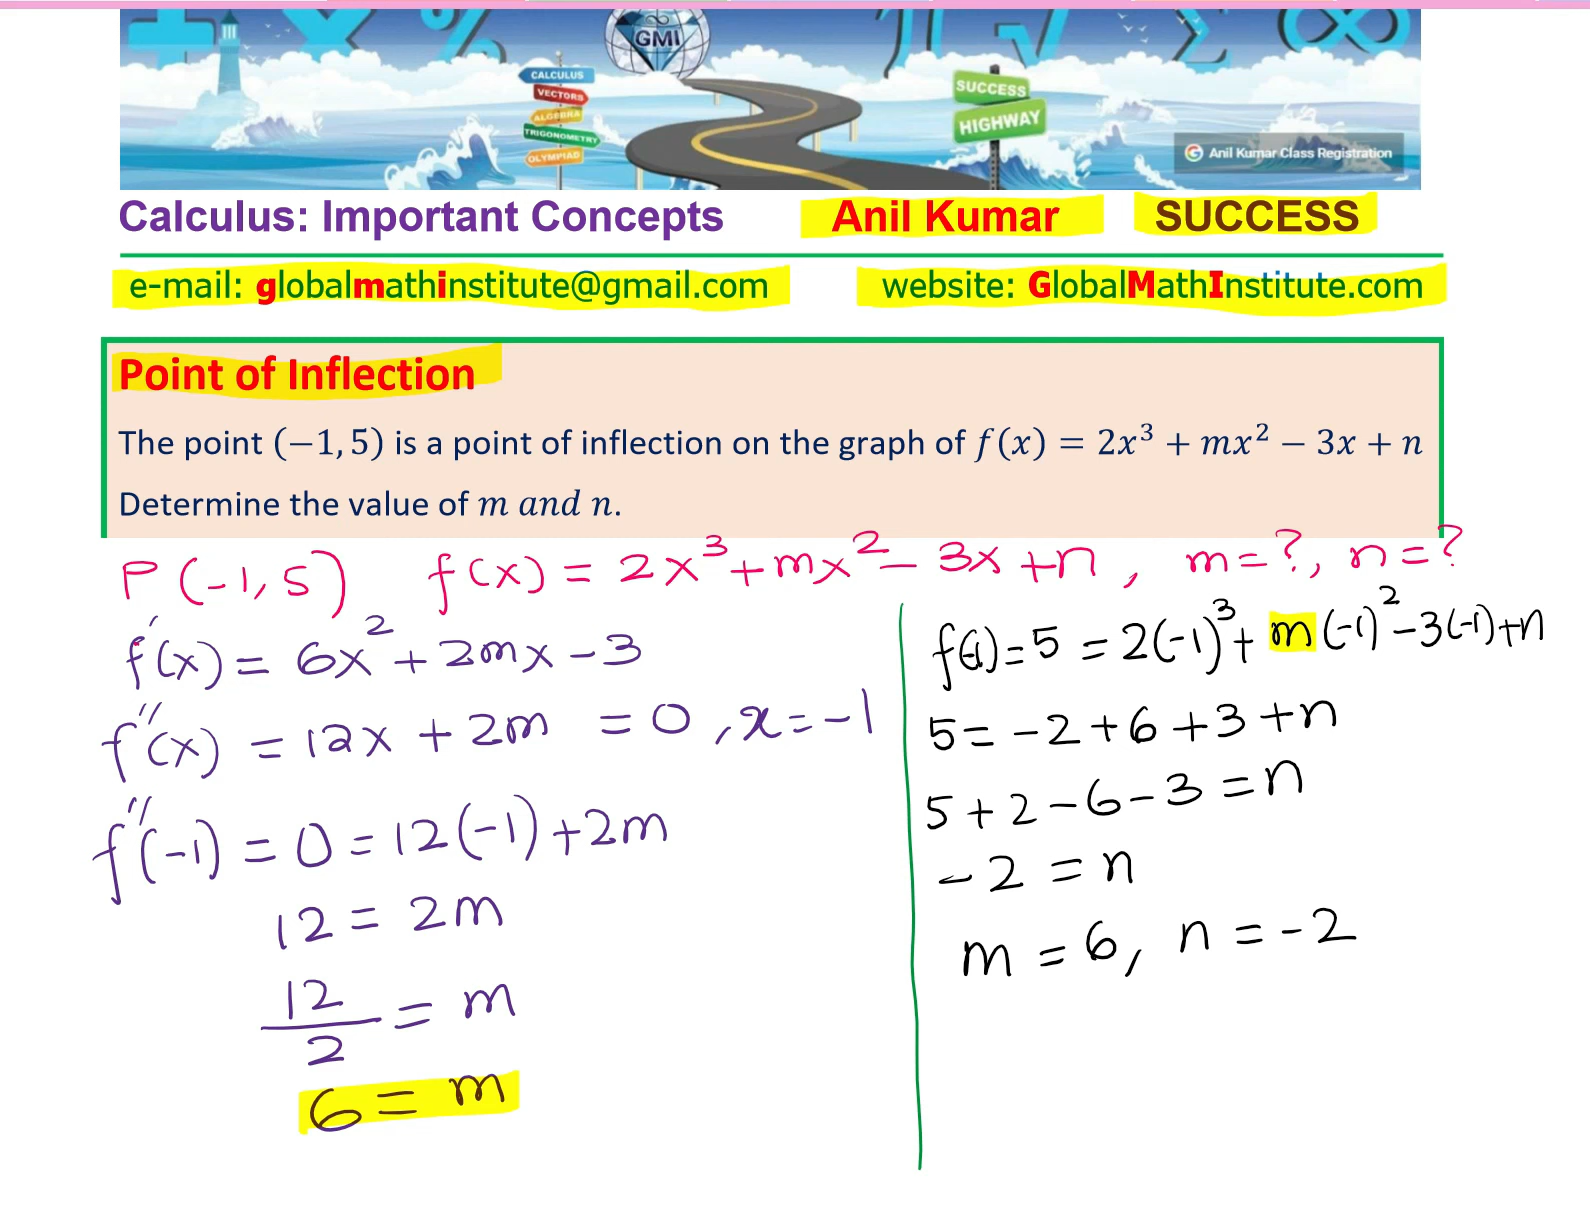 GMI
CALCULUS
VECTORS
ALGEBRA
TRIGONOMETRY
OLYMPIAD
SUCCESS
HIGHWAY
Anil Kumar Class Registration
Calculus: Important Concepts Anil Kumar SUCCESS
e-mail: globalmathinstitute@gmail.com website: GlobalMathInstitute.com
Point of Inflection
The point (−1, 5) is a point of inflection on the graph of f(x) = 2x³ + mx² − 3x + n
Determine the value of m and n.
P(-1, 5) f(x) = 2x³ + mx² - 3x + n, m = ?, n = ?
f'(x) = 6x² + 2mx - 3
f''(x) = 12x + 2m = 0, x = -1
f''(-1) = 0 = 12(-1) + 2m
12 = 2m
12/2 = m
6 = m
f(-1) = 5 = 2(-1)³ + m(-1)² - 3(-1) + n
5 = -2 + 6 + 3 + n
5 + 2 - 6 - 3 = n
-2 = n
m = 6, n = -2